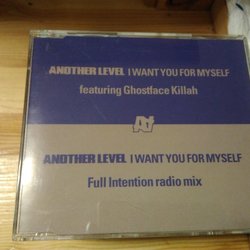 ANOTHER LEVEL I WANT YOU FOR MYSELF
featuring Ghostface Killah
ANOTHER LEVEL I WANT YOU FOR MYSELF
Full Intention radio mix